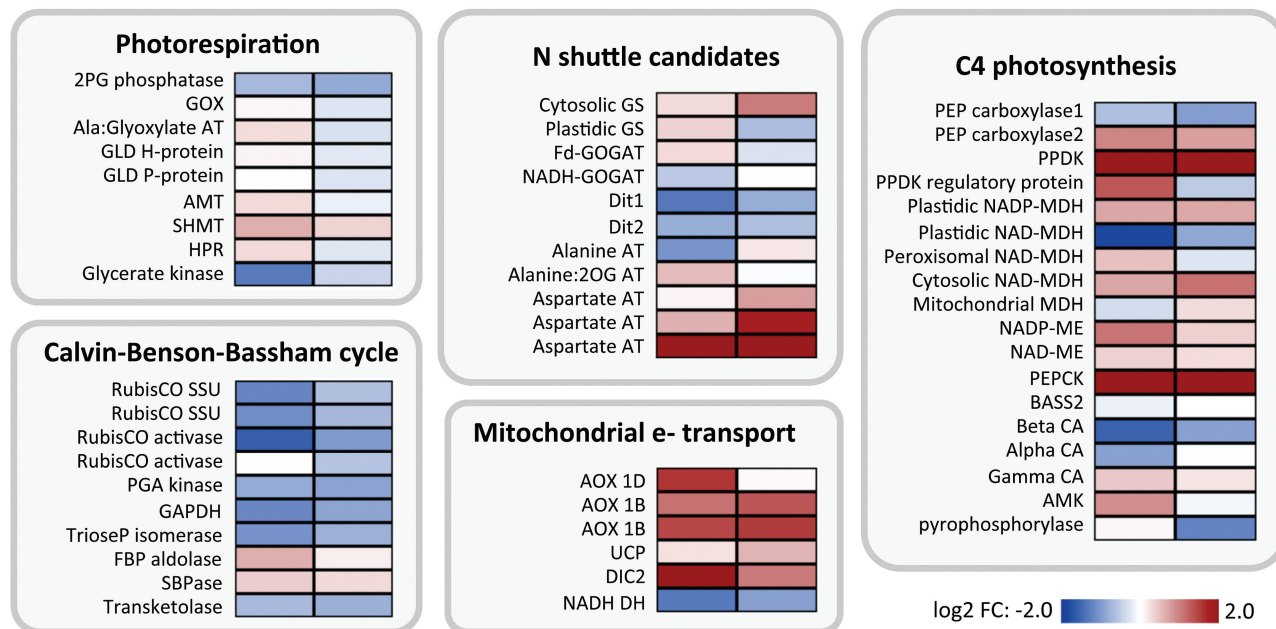 Photorespiration
2PG phosphatase
GOX
Ala:Glyoxylate AT
GLD H-protein
GLD P-protein
AMT
SHMT
HPR
Glycerate kinase
Calvin-Benson-Bassham cycle
RubisCO SSU
RubisCO SSU
RubisCO activase
RubisCO activase
PGA kinase
GAPDH
TrioseP isomerase
FBP aldolase
SBPase
Transketolase
N shuttle candidates
Cytosolic GS
Plastidic GS
Fd-GOGAT
NADH-GOGAT
Dit1
Dit2
Alanine AT
Alanine:2OG AT
Aspartate AT
Aspartate AT
Aspartate AT
Mitochondrial e- transport
AOX 1D
AOX 1B
AOX 1B
UCP
DIC2
NADH DH
C4 photosynthesis
PEP carboxylase1
PEP carboxylase2
PPDK
PPDK regulatory protein
Plastidic NADP-MDH
Plastidic NAD-MDH
Peroxisomal NAD-MDH
Cytosolic NAD-MDH
Mitochondrial MDH
NADP-ME
NAD-ME
PEPCK
BASS2
Beta CA
Alpha CA
Gamma CA
AMK
pyrophosphorylase
log2 FC: -2.0 2.0